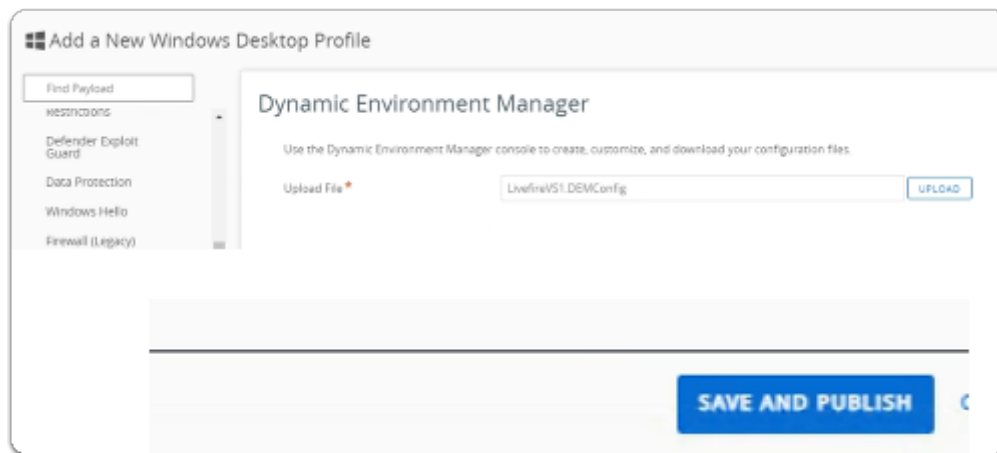 Add a New Windows Desktop Profile
Find Payload
Restrictions
Defender Exploit
Guard
Data Protection
Windows Hello
Firewall (Legacy)
Dynamic Environment Manager
Use the Dynamic Environment Manager console to create, customize, and download your configuration files.
Upload File *
LivefireVS1.DEMConfig
UPLOAD
SAVE AND PUBLISH